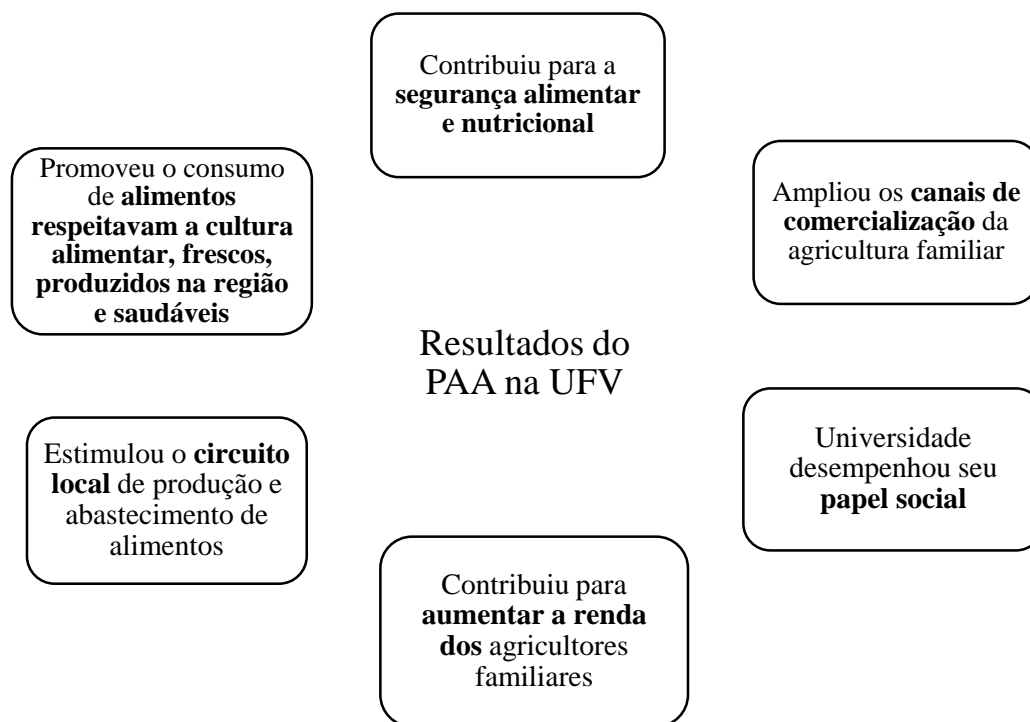 Contribuiu para a
segurança alimentar
e nutricional
Promoveu o consumo
de alimentos
respeitavam a cultura
alimentar, frescos,
produzidos na região
e saudáveis
Ampliou os canais de
comercialização da
agricultura familiar
Resultados do
PAA na UFV
Estimulou o circuito
local de produção e
abastecimento de
alimentos
Universidade
desempenhou seu
papel social
Contribuiu para
aumentar a renda
dos agricultores
familiares